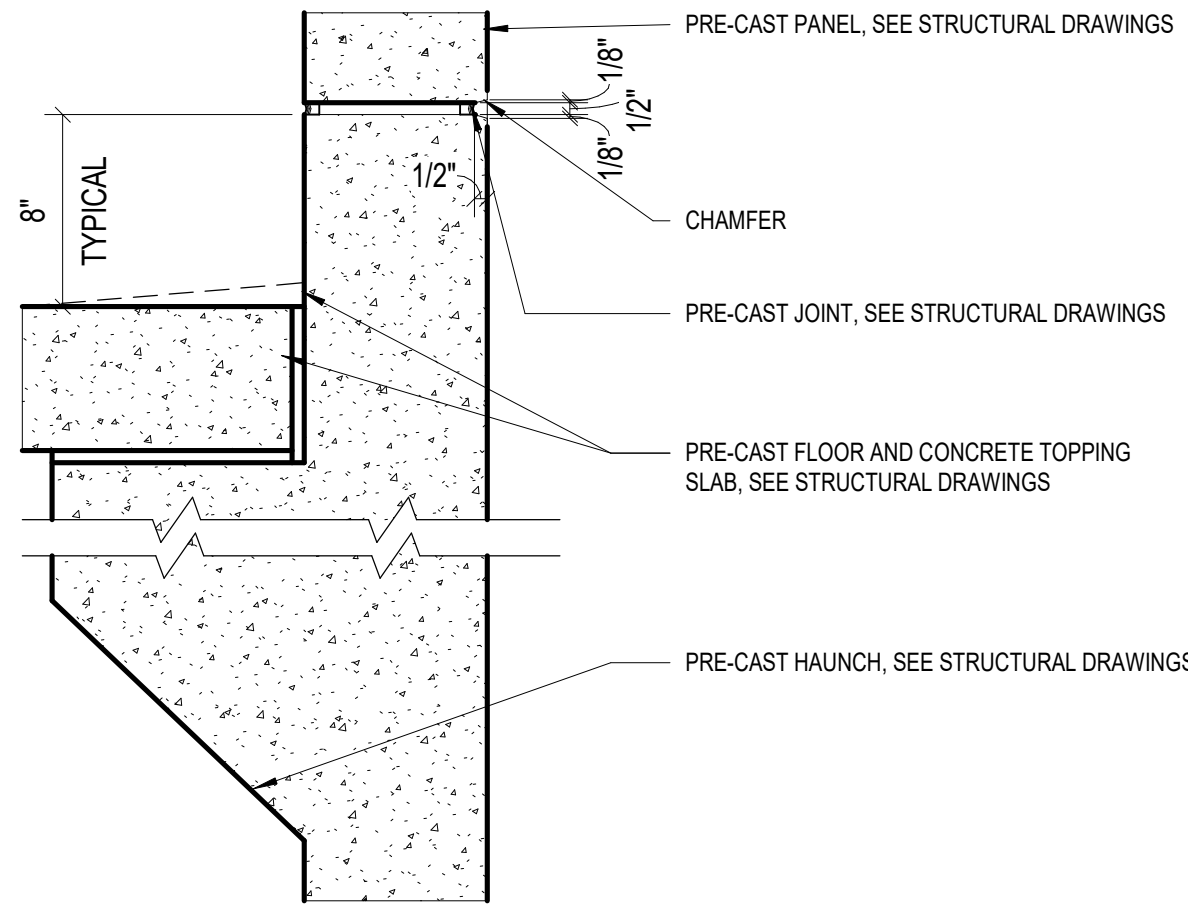 PRE-CAST PANEL, SEE STRUCTURAL DRAWINGS
1/8"
1/2"
1/8"
1/2"
8"
TYPICAL
CHAMFER
PRE-CAST JOINT, SEE STRUCTURAL DRAWINGS
PRE-CAST FLOOR AND CONCRETE TOPPING
SLAB, SEE STRUCTURAL DRAWINGS
PRE-CAST HAUNCH, SEE STRUCTURAL DRAWINGS